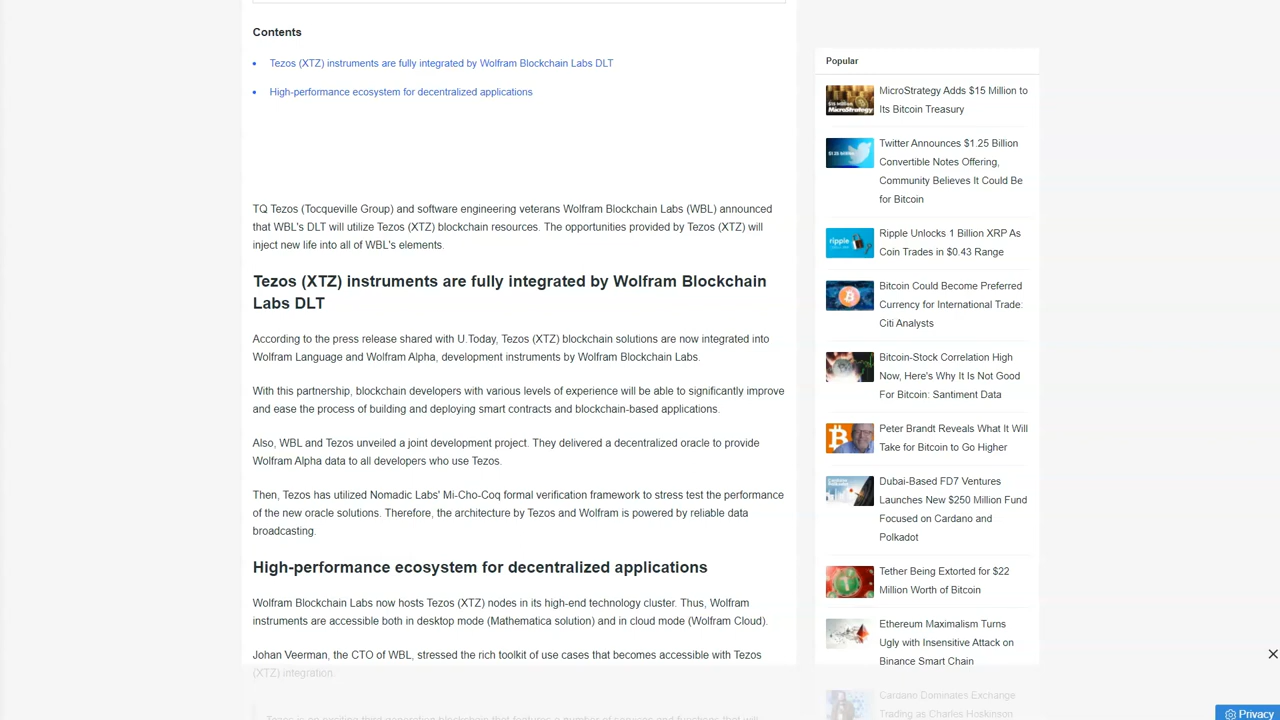 Contents
Tezos (XTZ) instruments are fully integrated by Wolfram Blockchain Labs DLT
High-performance ecosystem for decentralized applications
TQ Tezos (Tocqueville Group) and software engineering veterans Wolfram Blockchain Labs (WBL) announced
that WBL's DLT will utilize Tezos (XTZ) blockchain resources. The opportunities provided by Tezos (XTZ) will
inject new life into all of WBL's elements.
Tezos (XTZ) instruments are fully integrated by Wolfram Blockchain
Labs DLT
According to the press release shared with U.Today, Tezos (XTZ) blockchain solutions are now integrated into
Wolfram Language and Wolfram Alpha, development instruments by Wolfram Blockchain Labs.
With this partnership, blockchain developers with various levels of experience will be able to significantly improve
and ease the process of building and deploying smart contracts and blockchain-based applications.
Also, WBL and Tezos unveiled a joint development project. They delivered a decentralized oracle to provide
Wolfram Alpha data to all developers who use Tezos.
Then, Tezos has utilized Nomadic Labs' Mi-Cho-Coq formal verification framework to stress test the performance
of the new oracle solutions. Therefore, the architecture by Tezos and Wolfram is powered by reliable data
broadcasting.
High-performance ecosystem for decentralized applications
Wolfram Blockchain Labs now hosts Tezos (XTZ) nodes in its high-end technology cluster. Thus, Wolfram
instruments are accessible both in desktop mode (Mathematica solution) and in cloud mode (Wolfram Cloud).
Johan Veerman, the CTO of WBL, stressed the rich toolkit of use cases that becomes accessible with Tezos
(XTZ) integration.
Tezos is an exciting third generation blockchain that features a number of services and functions that will
Popular
MicroStrategy Adds $15 Million to
Its Bitcoin Treasury
Twitter Announces $1.25 Billion
Convertible Notes Offering,
Community Believes It Could Be
for Bitcoin
Ripple Unlocks 1 Billion XRP As
Coin Trades in $0.43 Range
Bitcoin Could Become Preferred
Currency for International Trade:
Citi Analysts
Bitcoin-Stock Correlation High
Now, Here's Why It Is Not Good
For Bitcoin: Santiment Data
Peter Brandt Reveals What It Will
Take for Bitcoin to Go Higher
Dubai-Based FD7 Ventures
Launches New $250 Million Fund
Focused on Cardano and
Polkadot
Tether Being Extorted for $22
Million Worth of Bitcoin
Ethereum Maximalism Turns
Ugly with Insensitive Attack on
Binance Smart Chain
Cardano Dominates Exchange
Trading as Charles Hoskinson
Privacy